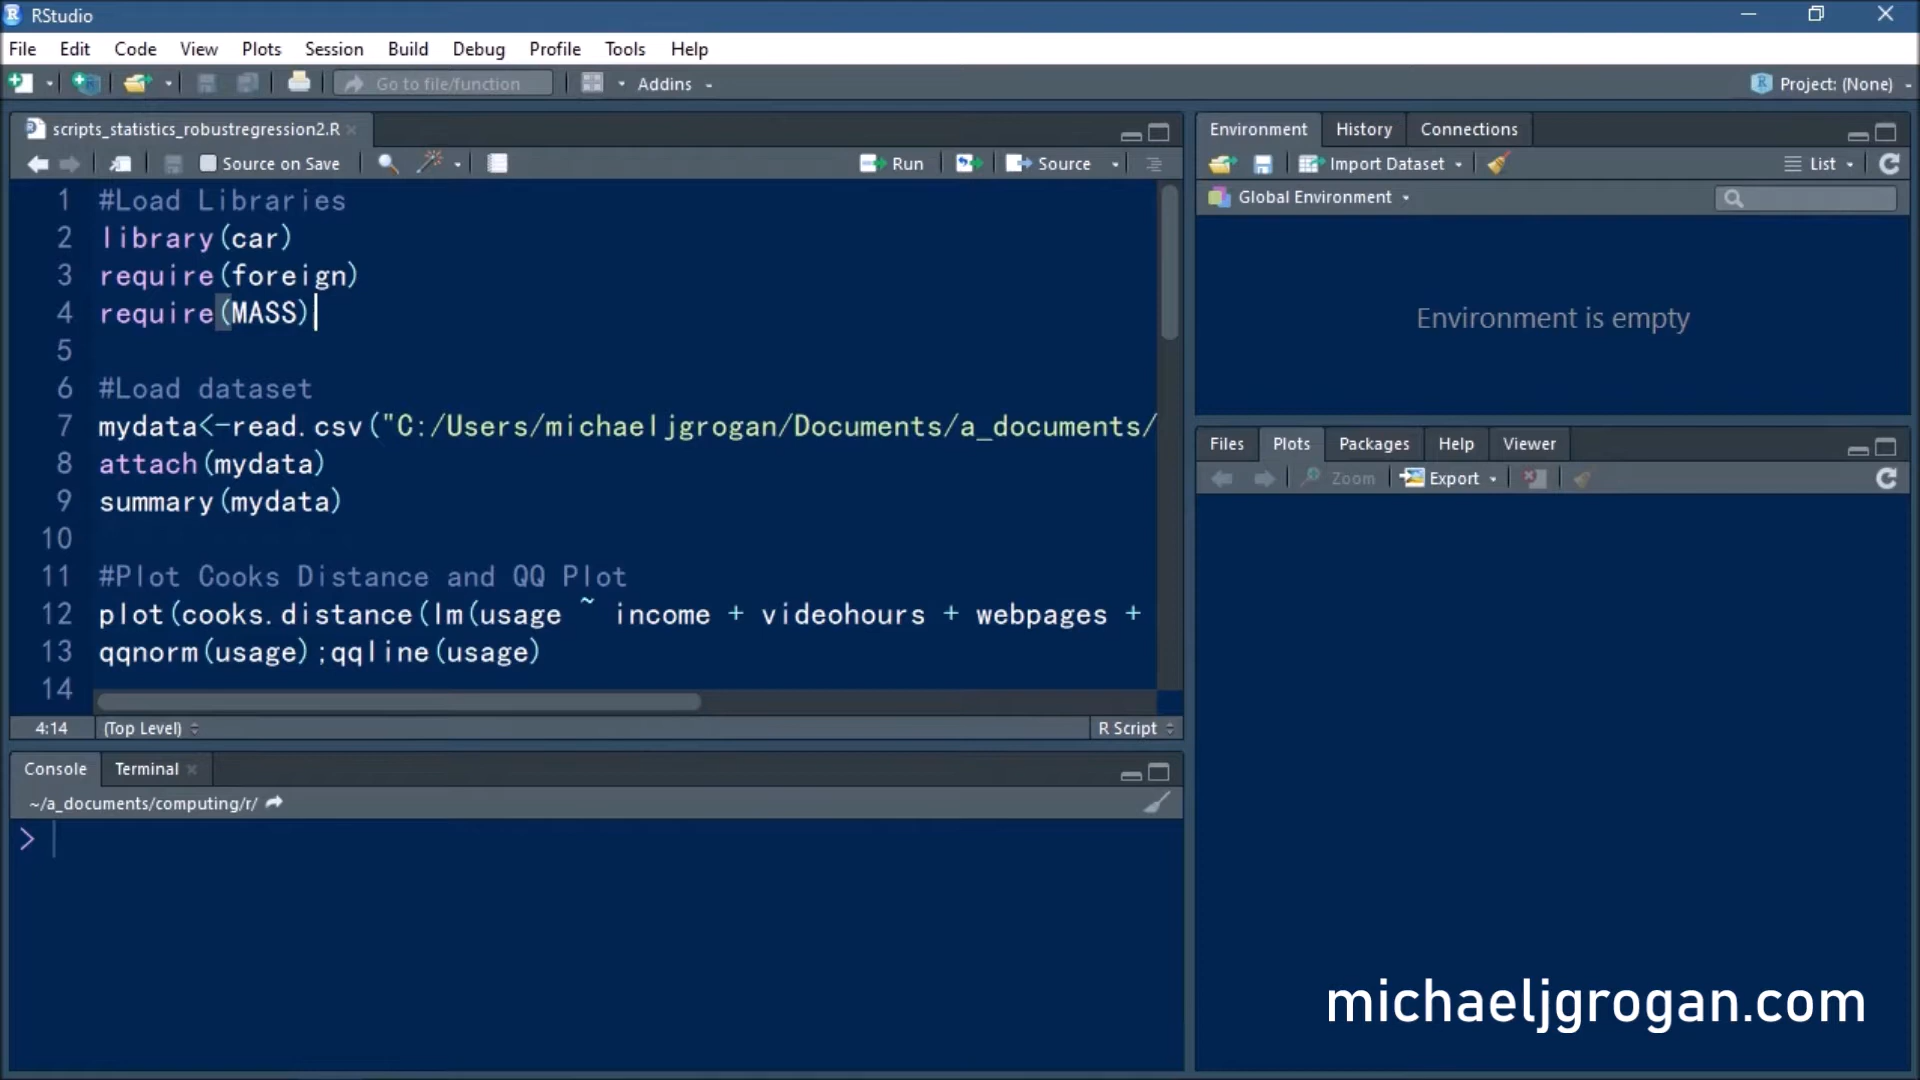 RStudio
File Edit Code View Plots Session Build Debug Profile Tools Help
Go to file/function Addins Project: (None)
scripts_statistics_robustregression2.R
Source on Save Run Source
1 #Load Libraries
2 library(car)
3 require(foreign)
4 require(MASS)
5
6 #Load dataset
7 mydata<-read.csv("C:/Users/michaeljgrogan/Documents/a_documents/
8 attach(mydata)
9 summary(mydata)
10
11 #Plot Cooks Distance and QQ Plot
12 plot(cooks.distance(lm(usage ~ income + videohours + webpages +
13 qqnorm(usage);qqline(usage)
14
4:14 (Top Level) R Script
Console Terminal
~/a_documents/computing/r/
>
Environment History Connections
Import Dataset List
Global Environment
Environment is empty
Files Plots Packages Help Viewer
Zoom Export
michaeljgrogan.com